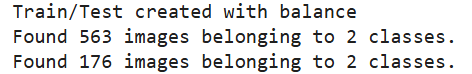 Train/Test created with balance
Found 563 images belonging to 2 classes.
Found 176 images belonging to 2 classes.